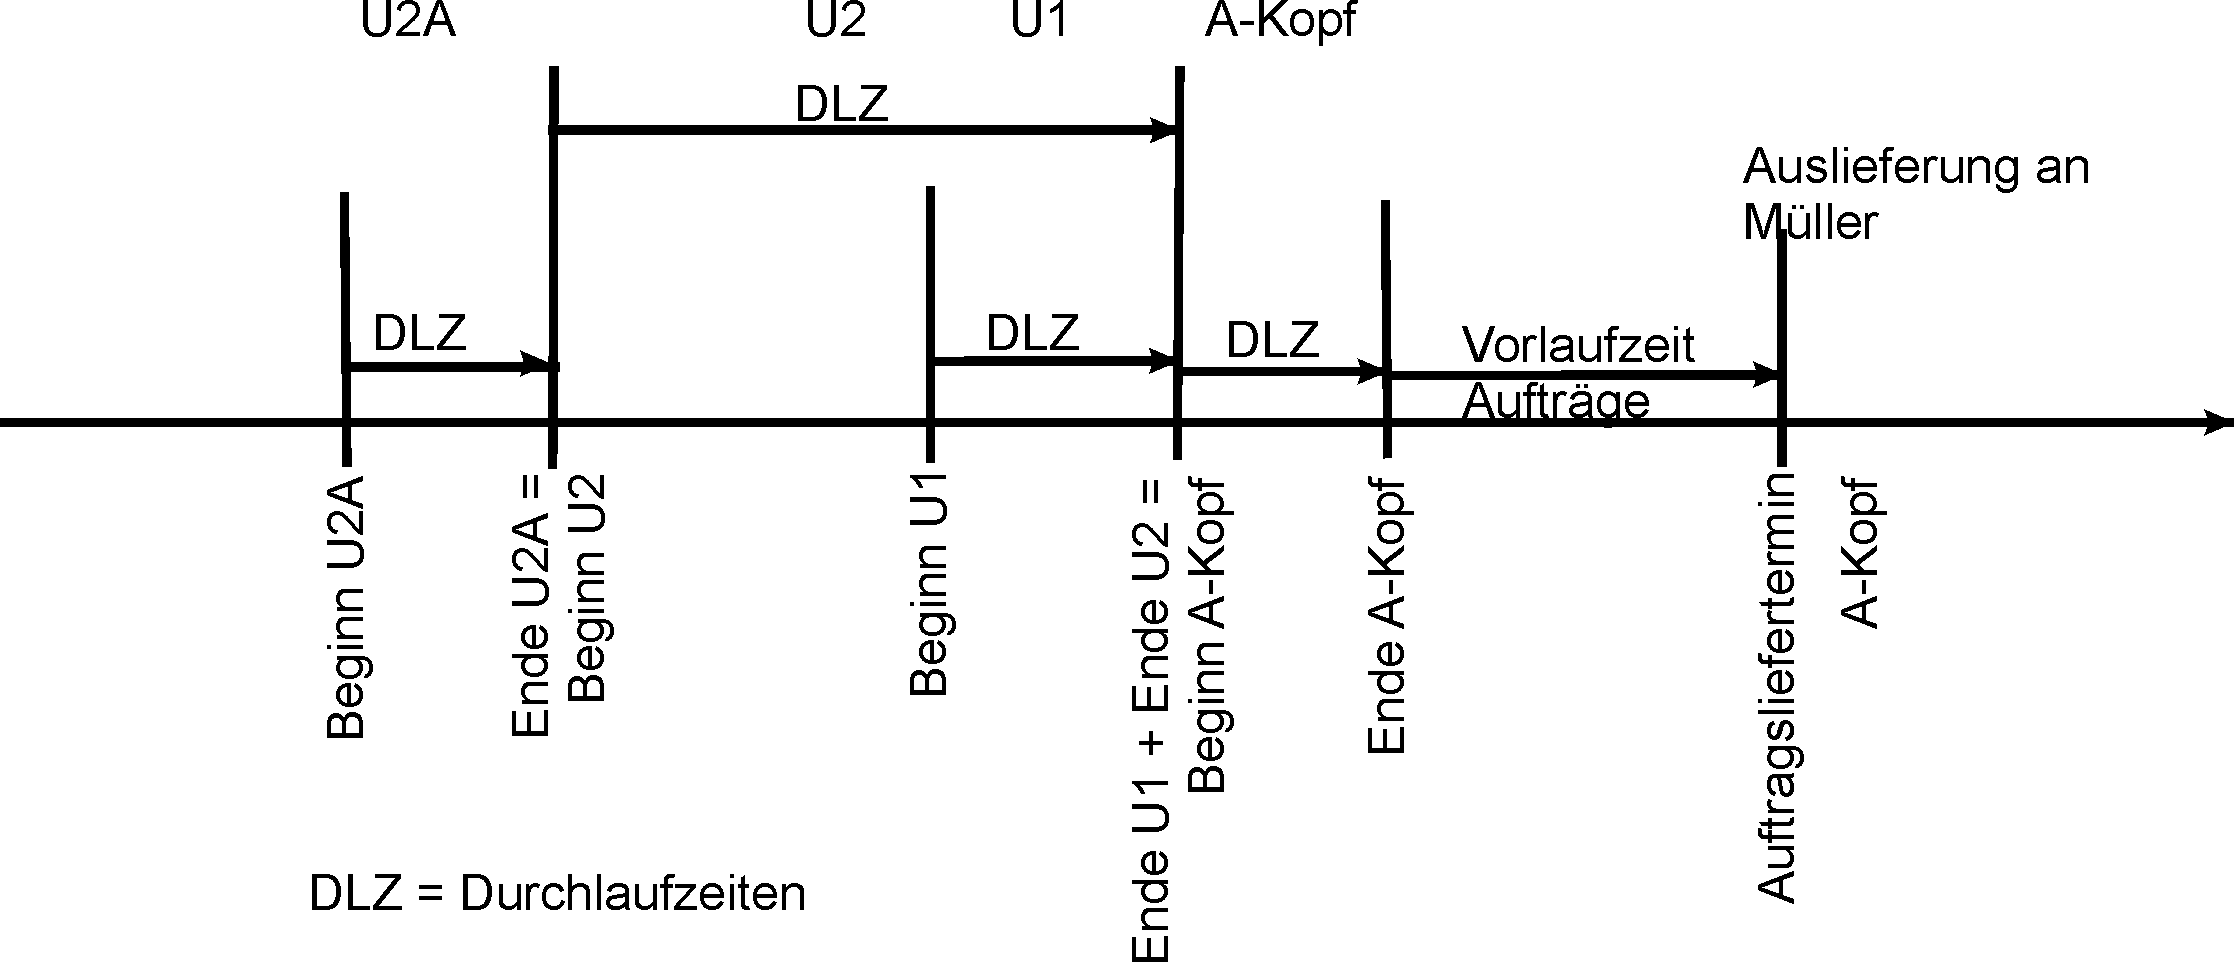 U2A
U2
U1
A-Kopf
DLZ
Auslieferung an
Müller
DLZ
DLZ
DLZ
Vorlaufzeit
Aufträge
Beginn U2A
Ende U2A =
Beginn U2
Beginn U1
Ende U1 + Ende U2 =
Beginn A-Kopf
Ende A-Kopf
Auftragsliefertermin
A-Kopf
DLZ = Durchlaufzeiten